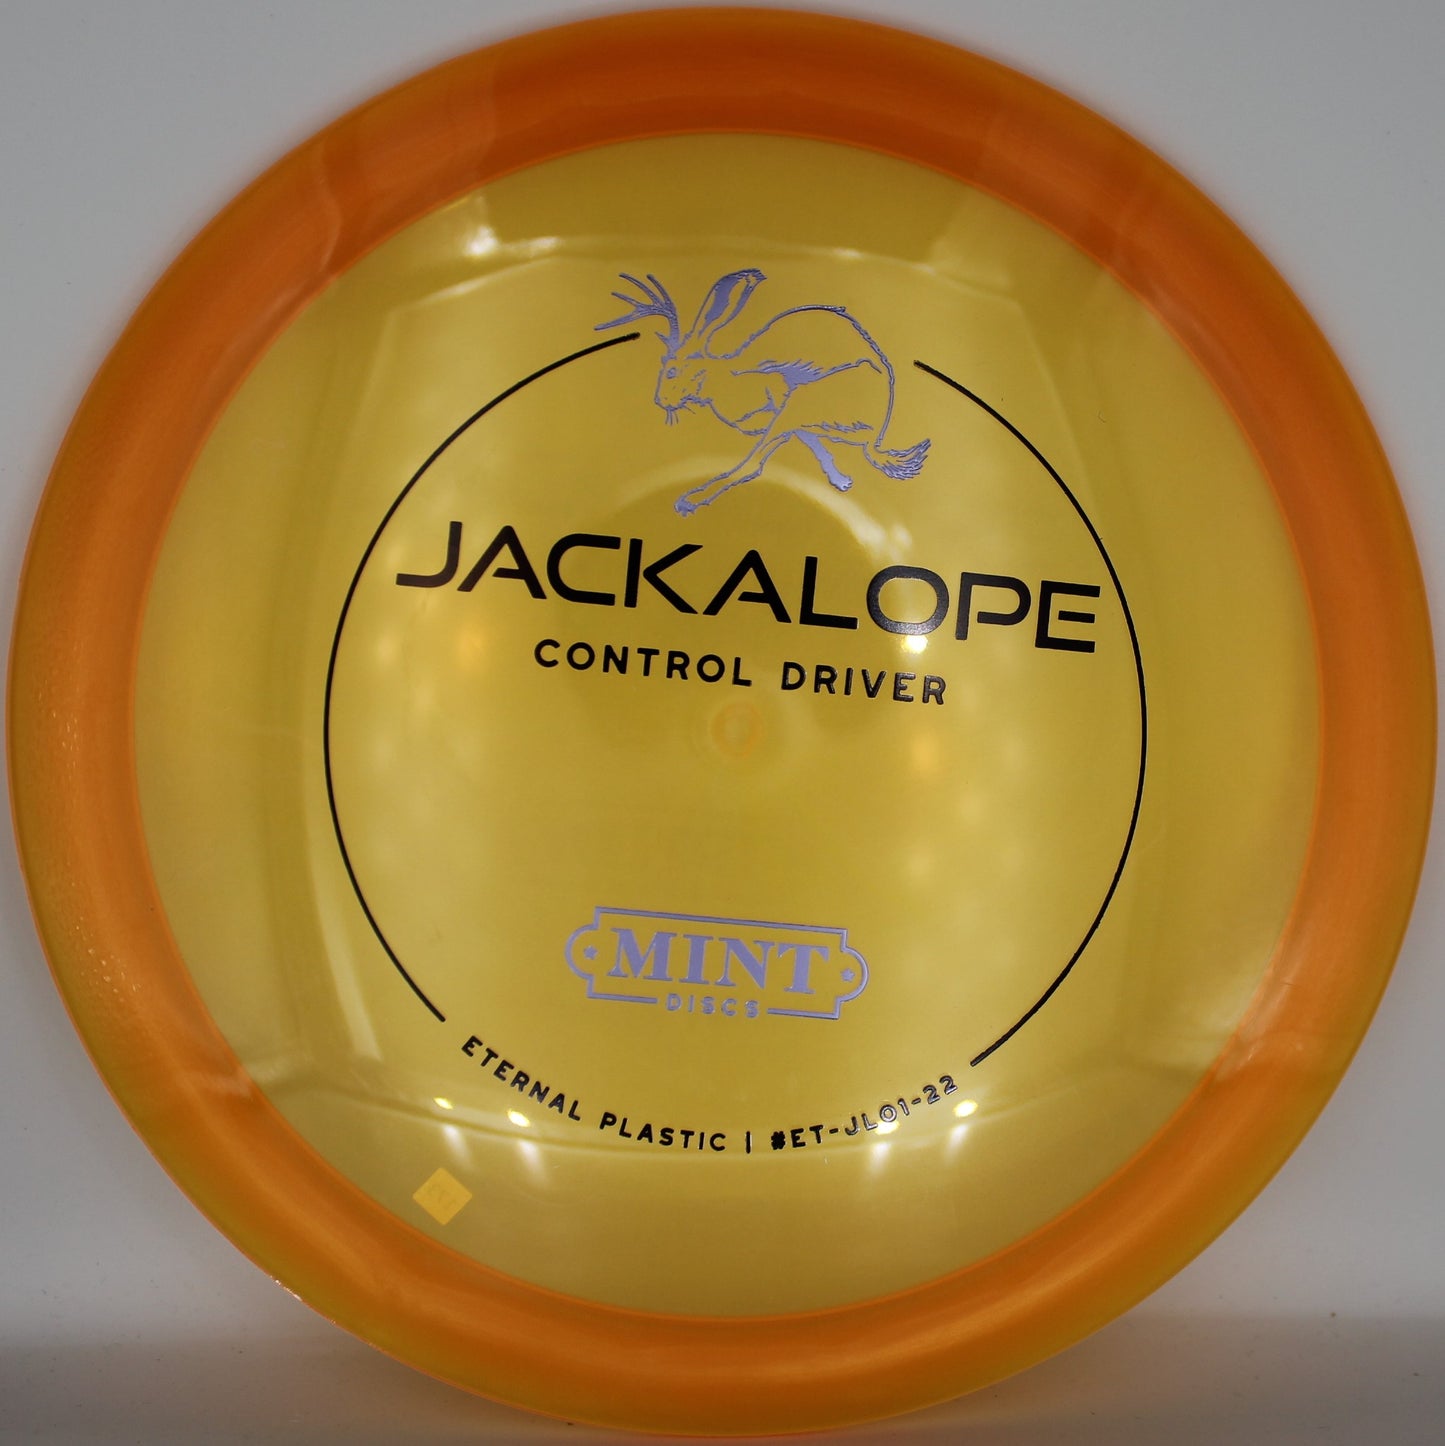 JACKALOPE
CONTROL DRIVER
MINT
DISCS
ETERNAL PLASTIC | #ET-JL01-22